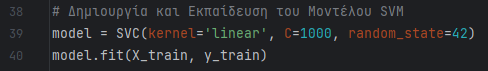 38 # Δημιουργία και Εκπαίδευση του Μοντέλου SVM
39 model = SVC(kernel='linear', C=1000, random_state=42)
40 model.fit(X_train, y_train)